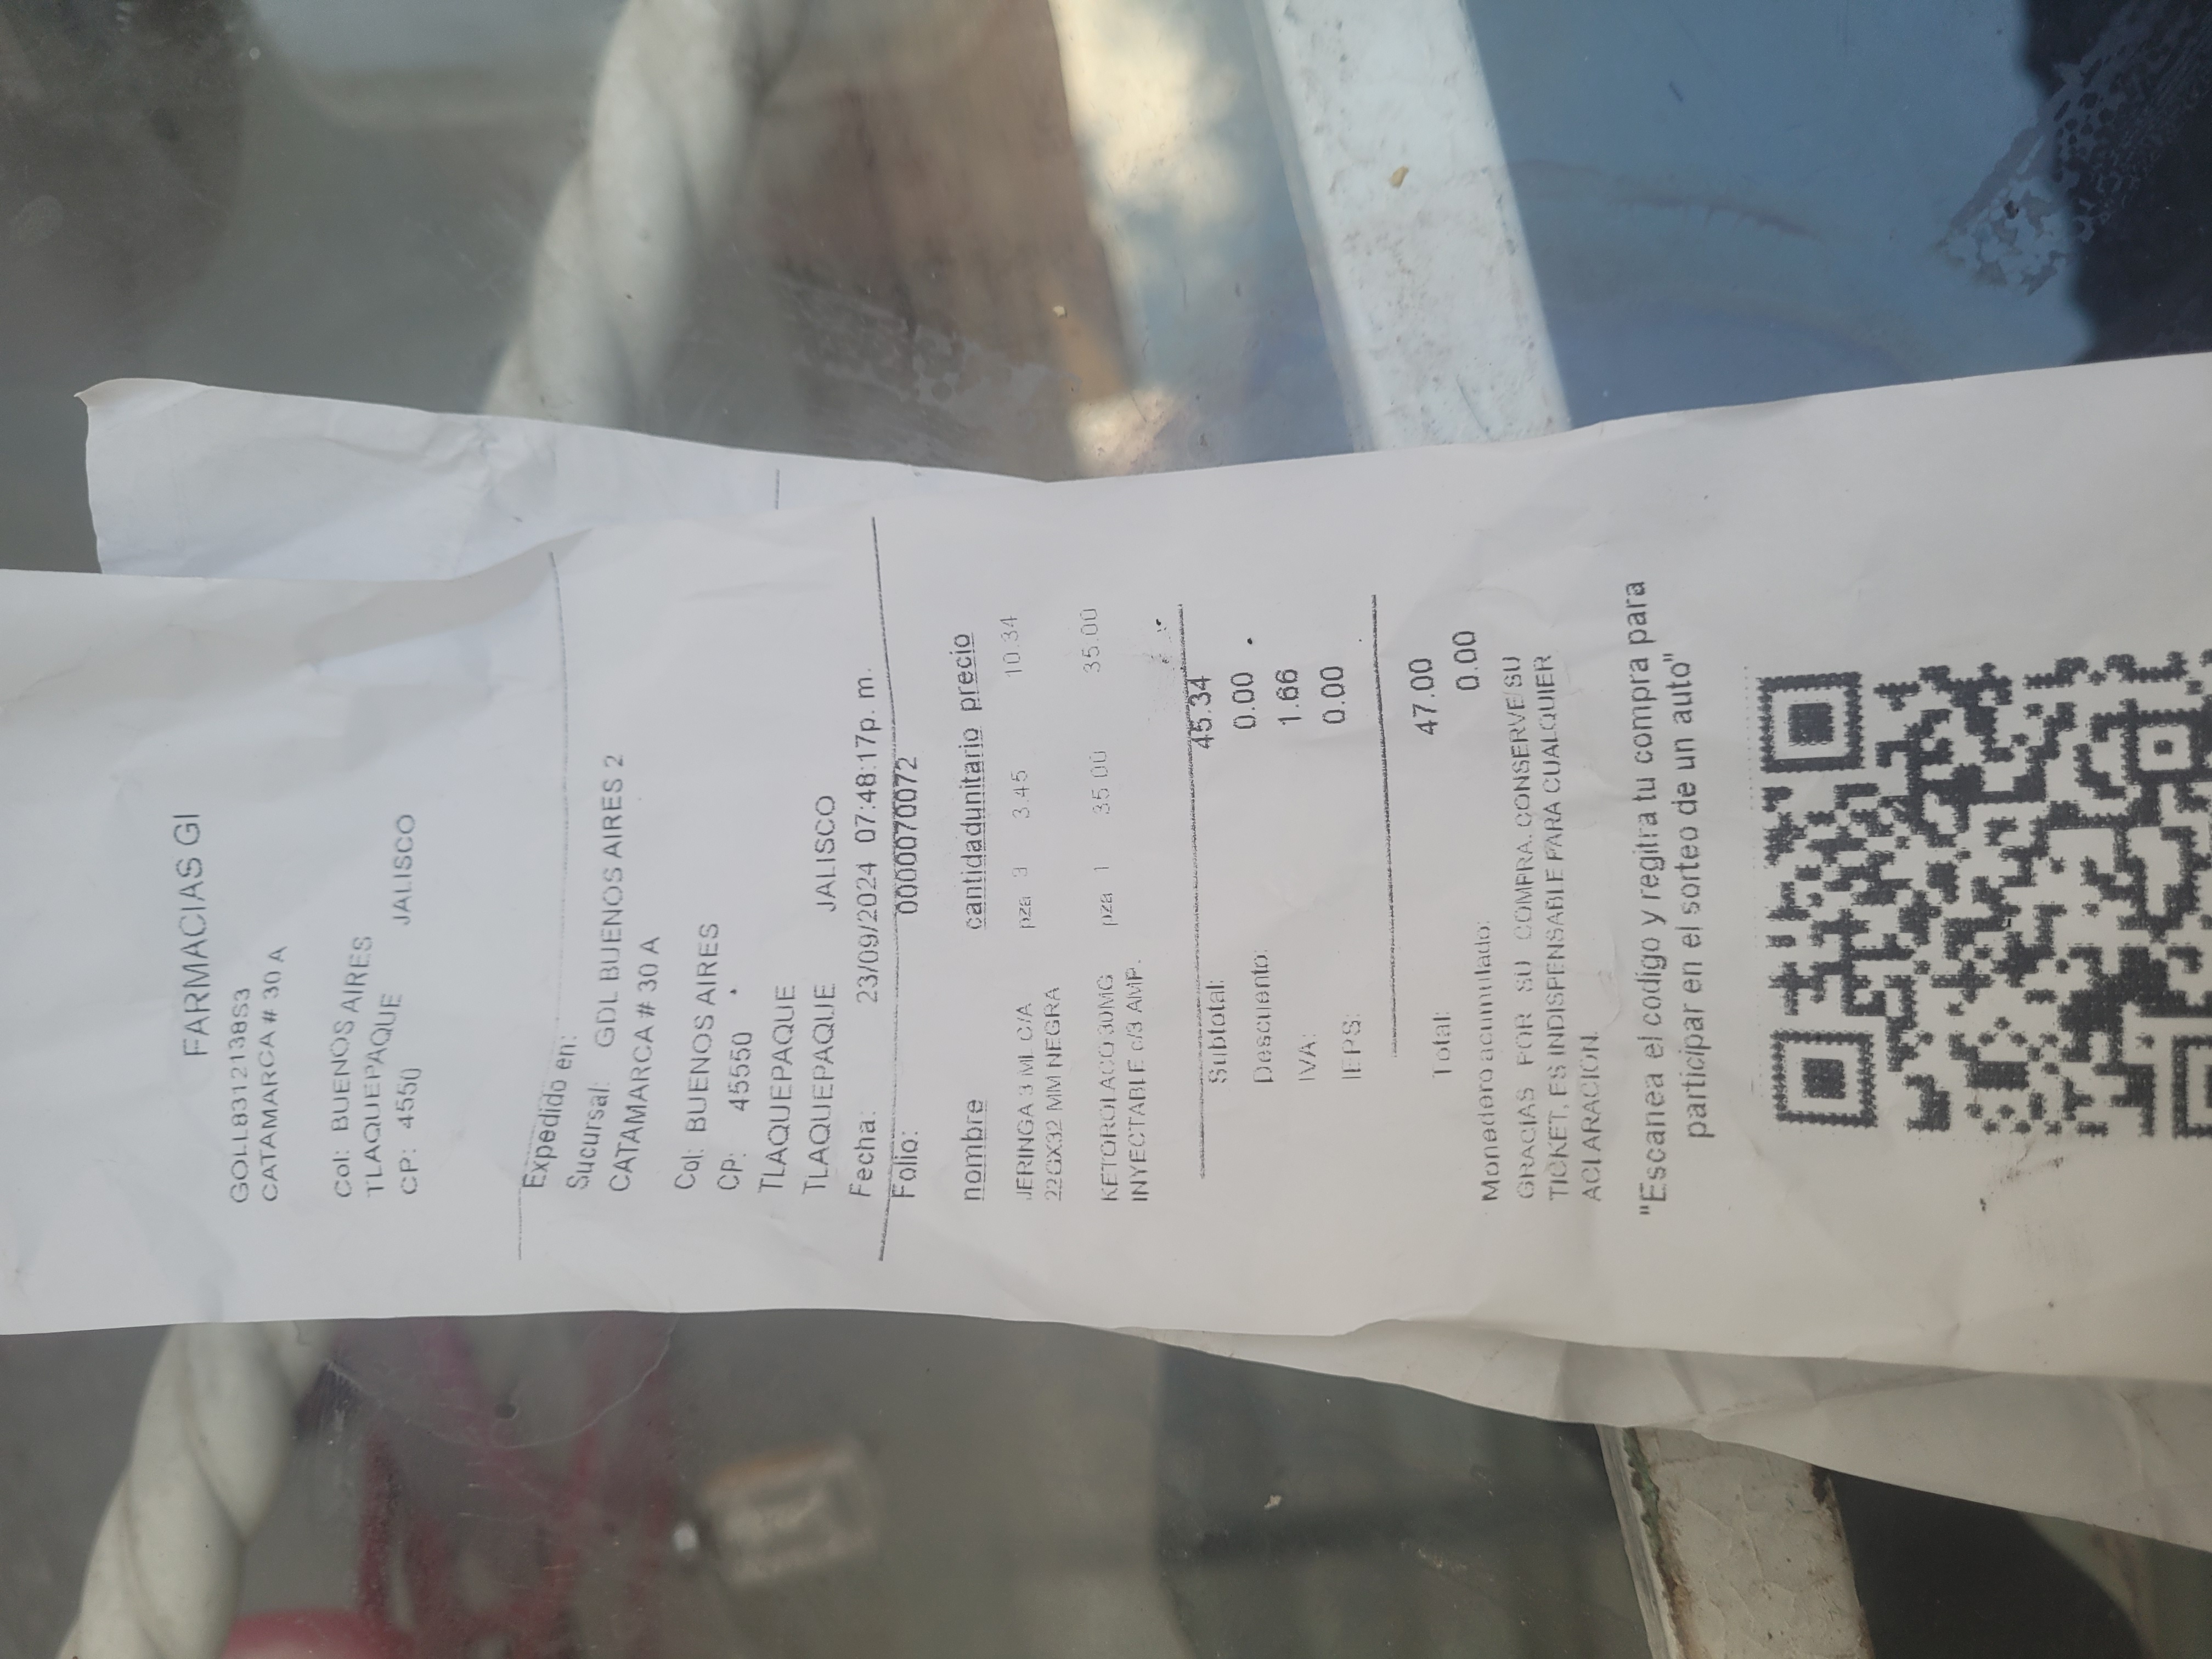 FARMACIAS GI
GOLL831212138S3
CATAMARCA # 30 A
Col: BUENOS AIRES
TLAQUEPAQUE
CP: 4550 JALISCO
Expedido en:
Sucursal: GDL BUENOS AIRES 2
CATAMARCA # 30 A
Col: BUENOS AIRES
CP: 45550
TLAQUEPAQUE
TLAQUEPAQUE JALISCO
Fecha: 23/09/2024 07:48:17p. m.
Folio: 0000070072
nombre cantidadunitario precio
JERINGA 3 ML C/A pza 3 3.45 10.34
22GX32 MM NEGRA
KETOROLACO 30MG pza 1 35.00 35.00
INYECTABLE c/3 AMP.
Subtotal: 45.34
Descuento: 0.00
IVA: 1.66
IEPS: 0.00
Total: 47.00
Monedero acumulado: 0.00
GRACIAS POR SU COMPRA. CONSERVE SU
TICKET, ES INDISPENSABLE PARA CUALQUIER
ACLARACION.
"Escanea el codígo y regitra tu compra para
participar en el sorteo de un auto"